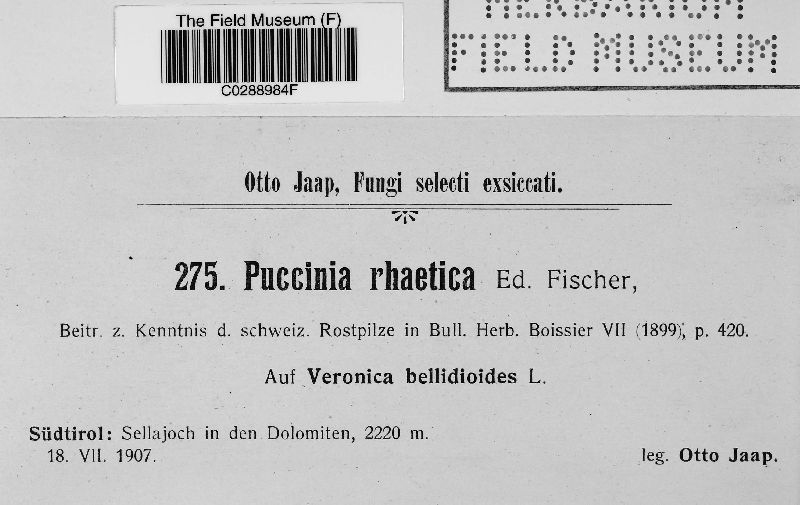 The Field Museum (F)
C0288984F
HERBARIUM
FIELD MUSEUM
Otto Jaap, Fungi selecti exsiccati.
275. Puccinia rhaetica Ed. Fischer,
Beitr. z. Kenntnis d. schweiz. Rostpilze in Bull. Herb. Boissier VII (1899), p. 420.
Auf Veronica bellidioides L.
Südtirol: Sellajoch in den Dolomiten, 2220 m.
18. VII. 1907.
leg. Otto Jaap.